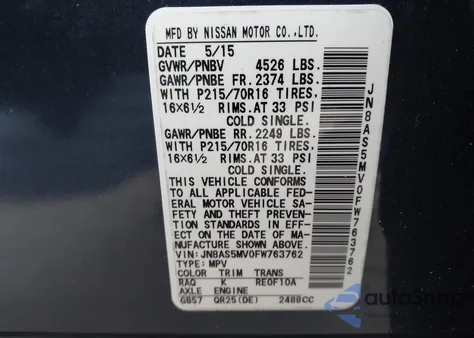 MFD BY NISSAN MOTOR CO.,LTD.
DATE 5/15
GVWR/PNBV 4526 LBS.
GAWR/PNBE FR. 2374 LBS.
WITH P215/70R16 TIRES.
16X6½ RIMS.AT 33 PSI
COLD SINGLE.
GAWR/PNBE RR. 2249 LBS.
WITH P215/70R16 TIRES.
16X6½ RIMS.AT 33 PSI
COLD SINGLE.
THIS VEHICLE CONFORMS
TO ALL APPLICABLE FED-
ERAL MOTOR VEHICLE SA-
FETY AND THEFT PREVEN-
TION STANDARDS IN EFF-
ECT ON THE DATE OF MA-
NUFACTURE SHOWN ABOVE.
VIN: JN8AS5MV0FW763762
TYPE: MPV
COLOR TRIM TRANS
RAQ K RE0F10A
AXLE ENGINE
GB57 QR25(DE) 2488CC
JN8AS5MV0FW763762
autoSnap